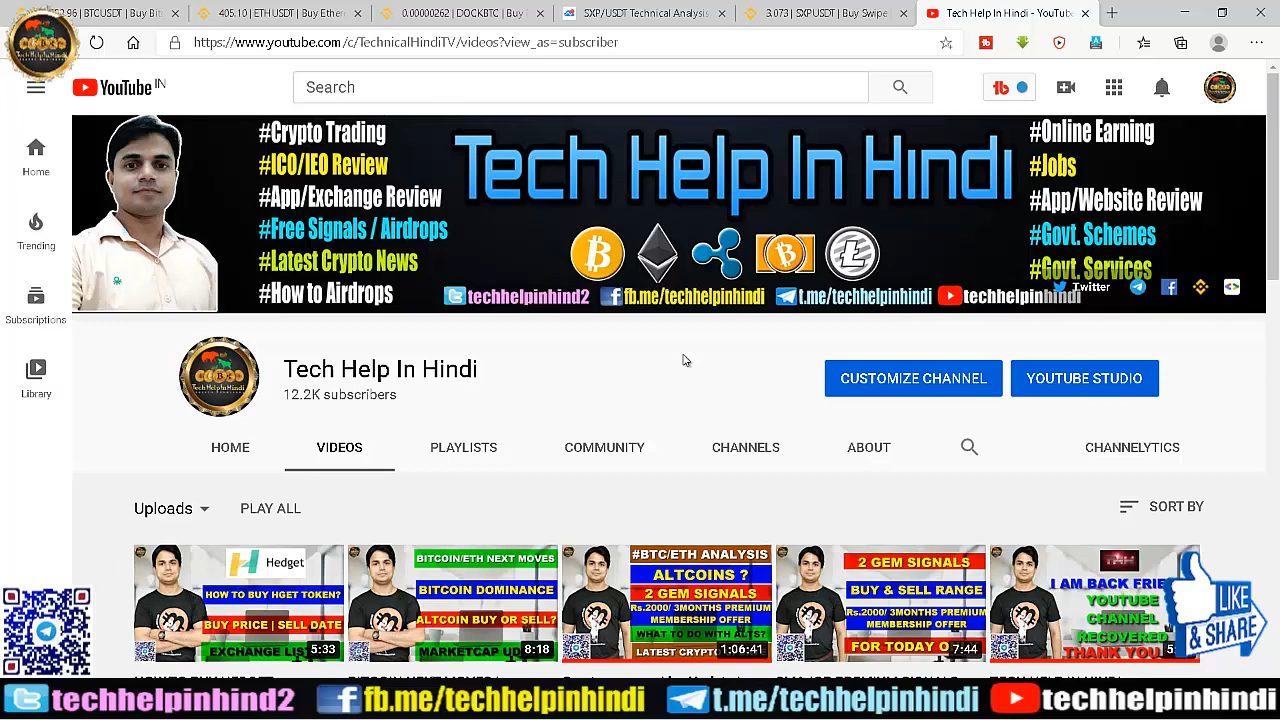 52.96 | BTCUSDT | Buy Bit
405.10 | ETHUSDT | Buy Ether
0.00000262
BTC | Buy
SXP/USDT Technical Analysis
3.073 | SXPUSDT | Buy Swipe
Tech Help In Hindi - YouTube
https://www.youtube.com/c/TechnicalHindiTV/videos?view_as=subscriber
YouTube IN
Search
Home
Trending
Subscriptions
Library
#Crypto Trading
#ICO/IEO Review
#App/Exchange Review
#Free Signals / Airdrops
#Latest Crypto News
#How to Airdrops
Tech Help In Hindi
techhelpinhind2
fb.me/techhelpinhindi
t.me/techhelpinhindi
techhelpinhindi
#Online Earning
#Jobs
#App/Website Review
#Govt. Schemes
#Govt. Services
Twitter
Tech Help In Hindi
12.2K subscribers
CUSTOMIZE CHANNEL
YOUTUBE STUDIO
HOME
VIDEOS
PLAYLISTS
COMMUNITY
CHANNELS
ABOUT
CHANNELYTICS
Uploads
PLAY ALL
SORT BY
Hedget
HOW TO BUY HGET TOKEN?
BUY PRICE | SELL DATE
EXCHANGE LIST
5:33
BITCOIN/ETH NEXT MOVES
BITCOIN DOMINANCE
ALTCOIN BUY OR SELL?
MARKETCAP
8:18
#BTC/ETH ANALYSIS
ALTCOINS ?
2 GEM SIGNALS
Rs.2000/ 3MONTHS PREMIUM
MEMBERSHIP OFFER
WHAT TO DO WITH ALTS?
LATEST CRYPT
1:06:41
2 GEM SIGNALS
BUY & SELL RANGE
Rs.2000/ 3MONTHS PREMIUM
MEMBERSHIP OFFER
FOR TODAY O
7:44
I AM BACK FRIE
YOUTUBE
CHANNEL
RECOVERED
THANK YOU
LIKE
& SHARE
techhelpinhind2
fb.me/techhelpinhindi
t.me/techhelpinhindi
techhelpinhindi